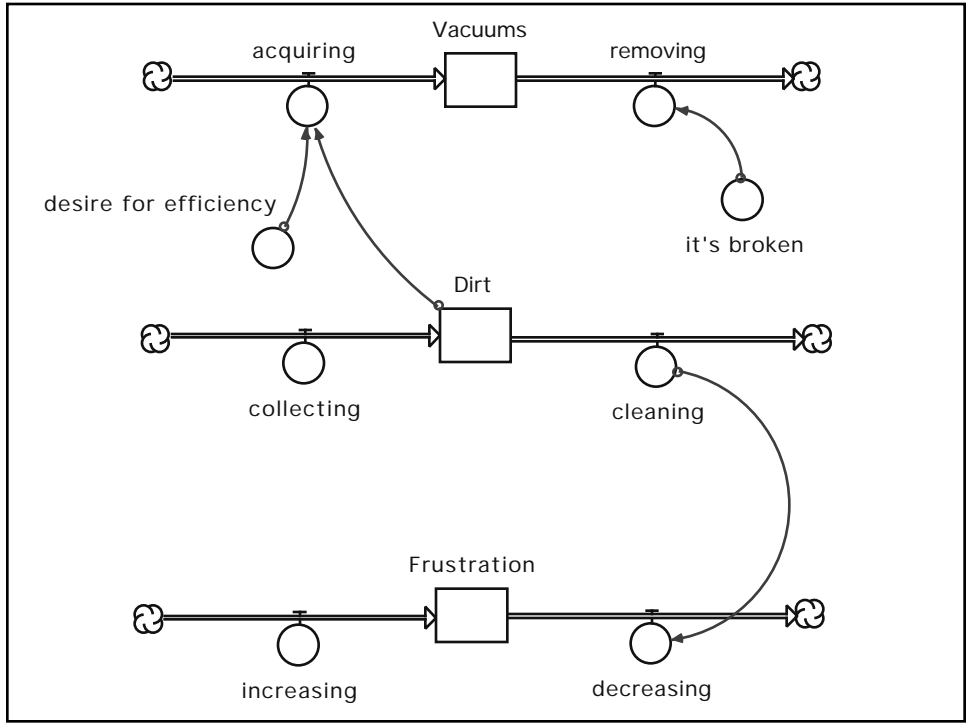 Vacuums
acquiring
removing
desire for efficiency
it's broken
Dirt
collecting
cleaning
Frustration
increasing
decreasing